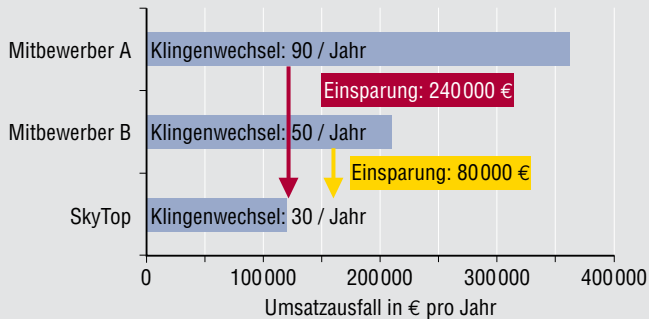 Mitbewerber A
Klingenwechsel: 90 / Jahr
Einsparung: 240 000 €
Mitbewerber B
Klingenwechsel: 50 / Jahr
Einsparung: 80 000 €
SkyTop
Klingenwechsel: 30 / Jahr
0 100 000 200 000 300 000 400 000
Umsatzausfall in € pro Jahr